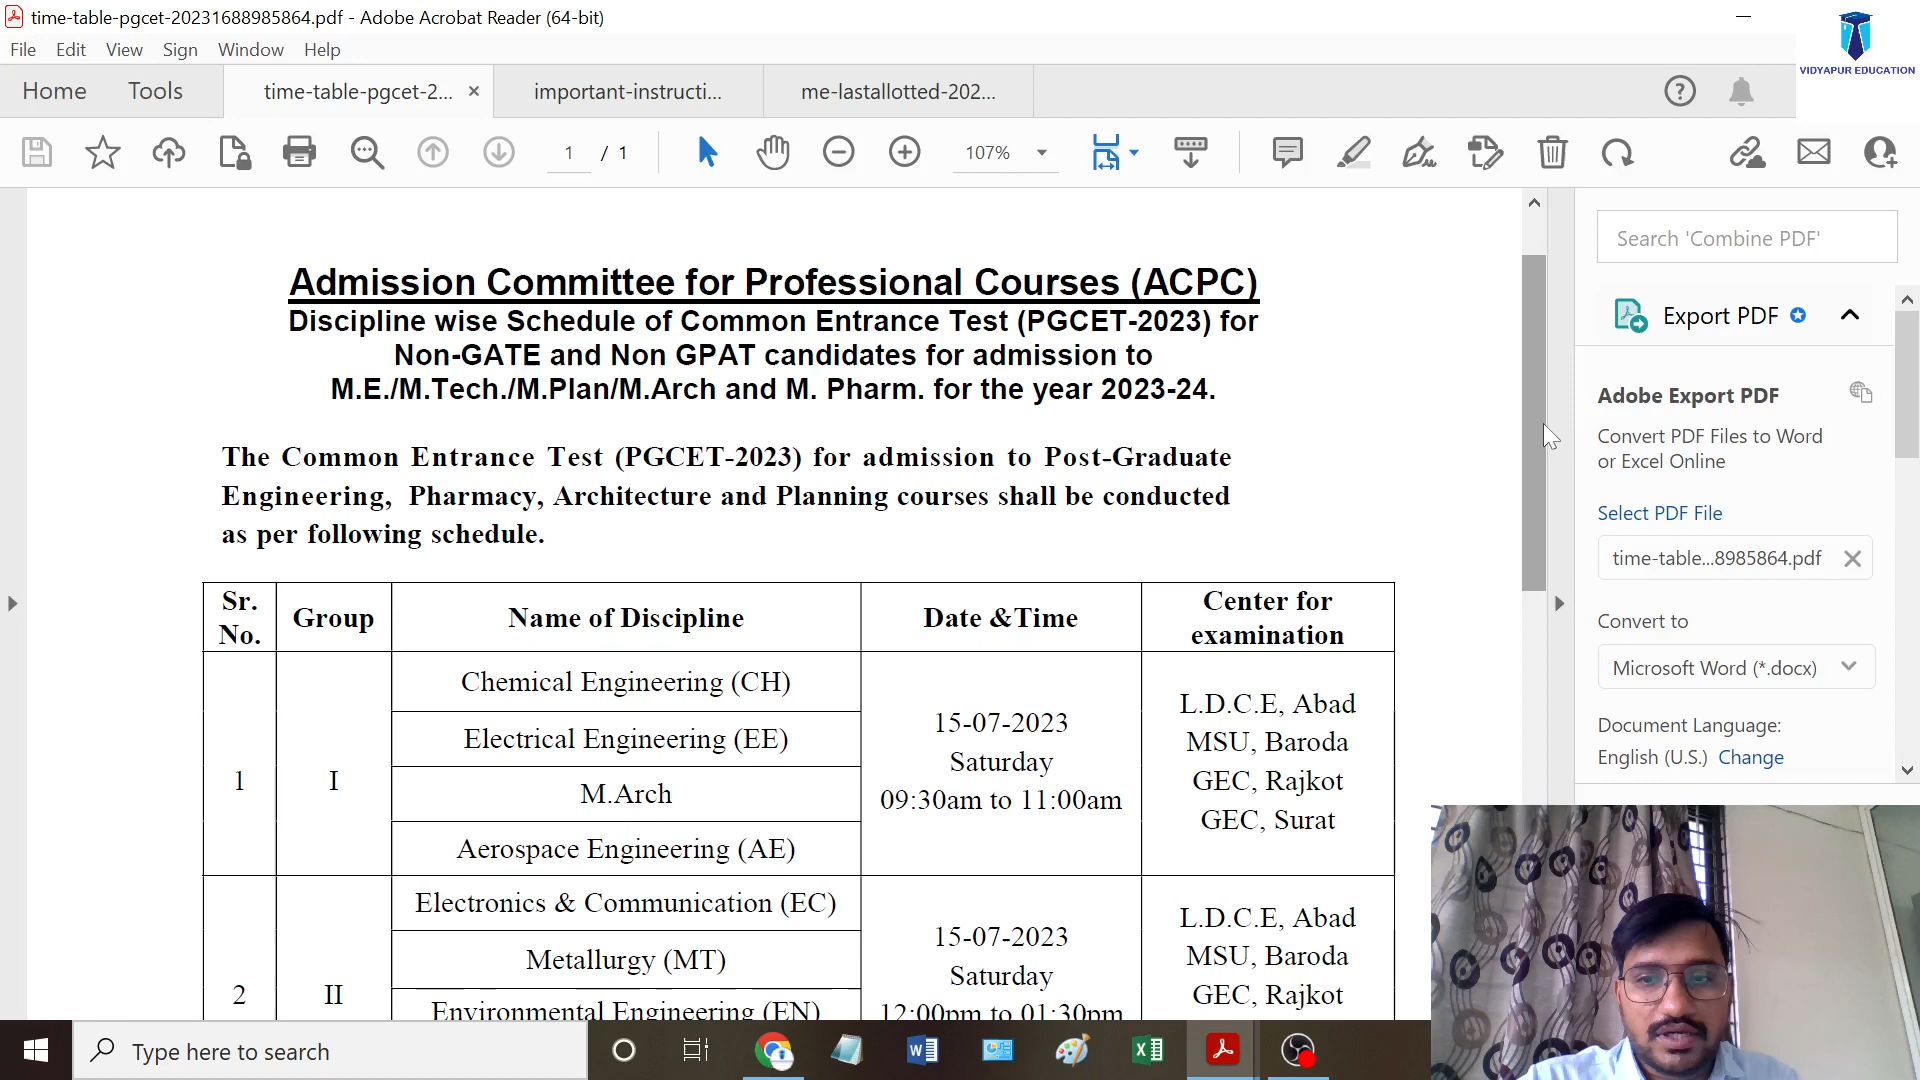 time-table-pgcet-20231688985864.pdf - Adobe Acrobat Reader (64-bit)
File Edit View Sign Window Help
VIDYAPUR EDUCATION
Home Tools time-table-pgcet-2... × important-instructi... me-lastallotted-202...
1 / 1 107%
Search 'Combine PDF'
Admission Committee for Professional Courses (ACPC)
Discipline wise Schedule of Common Entrance Test (PGCET-2023) for
Non-GATE and Non GPAT candidates for admission to
M.E./M.Tech./M.Plan/M.Arch and M. Pharm. for the year 2023-24.
The Common Entrance Test (PGCET-2023) for admission to Post-Graduate
Engineering, Pharmacy, Architecture and Planning courses shall be conducted
as per following schedule.
Sr. No. Group Name of Discipline Date &Time Center for examination
1 I
Chemical Engineering (CH)
Electrical Engineering (EE)
M.Arch
Aerospace Engineering (AE)
15-07-2023
Saturday
09:30am to 11:00am
L.D.C.E, Abad
MSU, Baroda
GEC, Rajkot
GEC, Surat
2 II
Electronics & Communication (EC)
Metallurgy (MT)
Environmental Engineering (EN)
15-07-2023
Saturday
12:00pm to 01:30pm
L.D.C.E, Abad
MSU, Baroda
GEC, Rajkot
Export PDF
Adobe Export PDF
Convert PDF Files to Word
or Excel Online
Select PDF File
time-table...8985864.pdf
Convert to
Microsoft Word (*.docx)
Document Language:
English (U.S.) Change
Type here to search